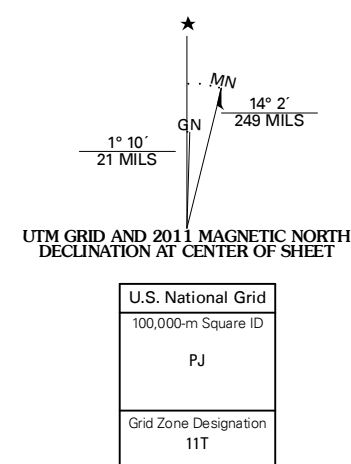 ★
MN
GN
14° 2´
249 MILS
1° 10´
21 MILS
UTM GRID AND 2011 MAGNETIC NORTH
DECLINATION AT CENTER OF SHEET
U.S. National Grid
100,000-m Square ID
PJ
Grid Zone Designation
11T